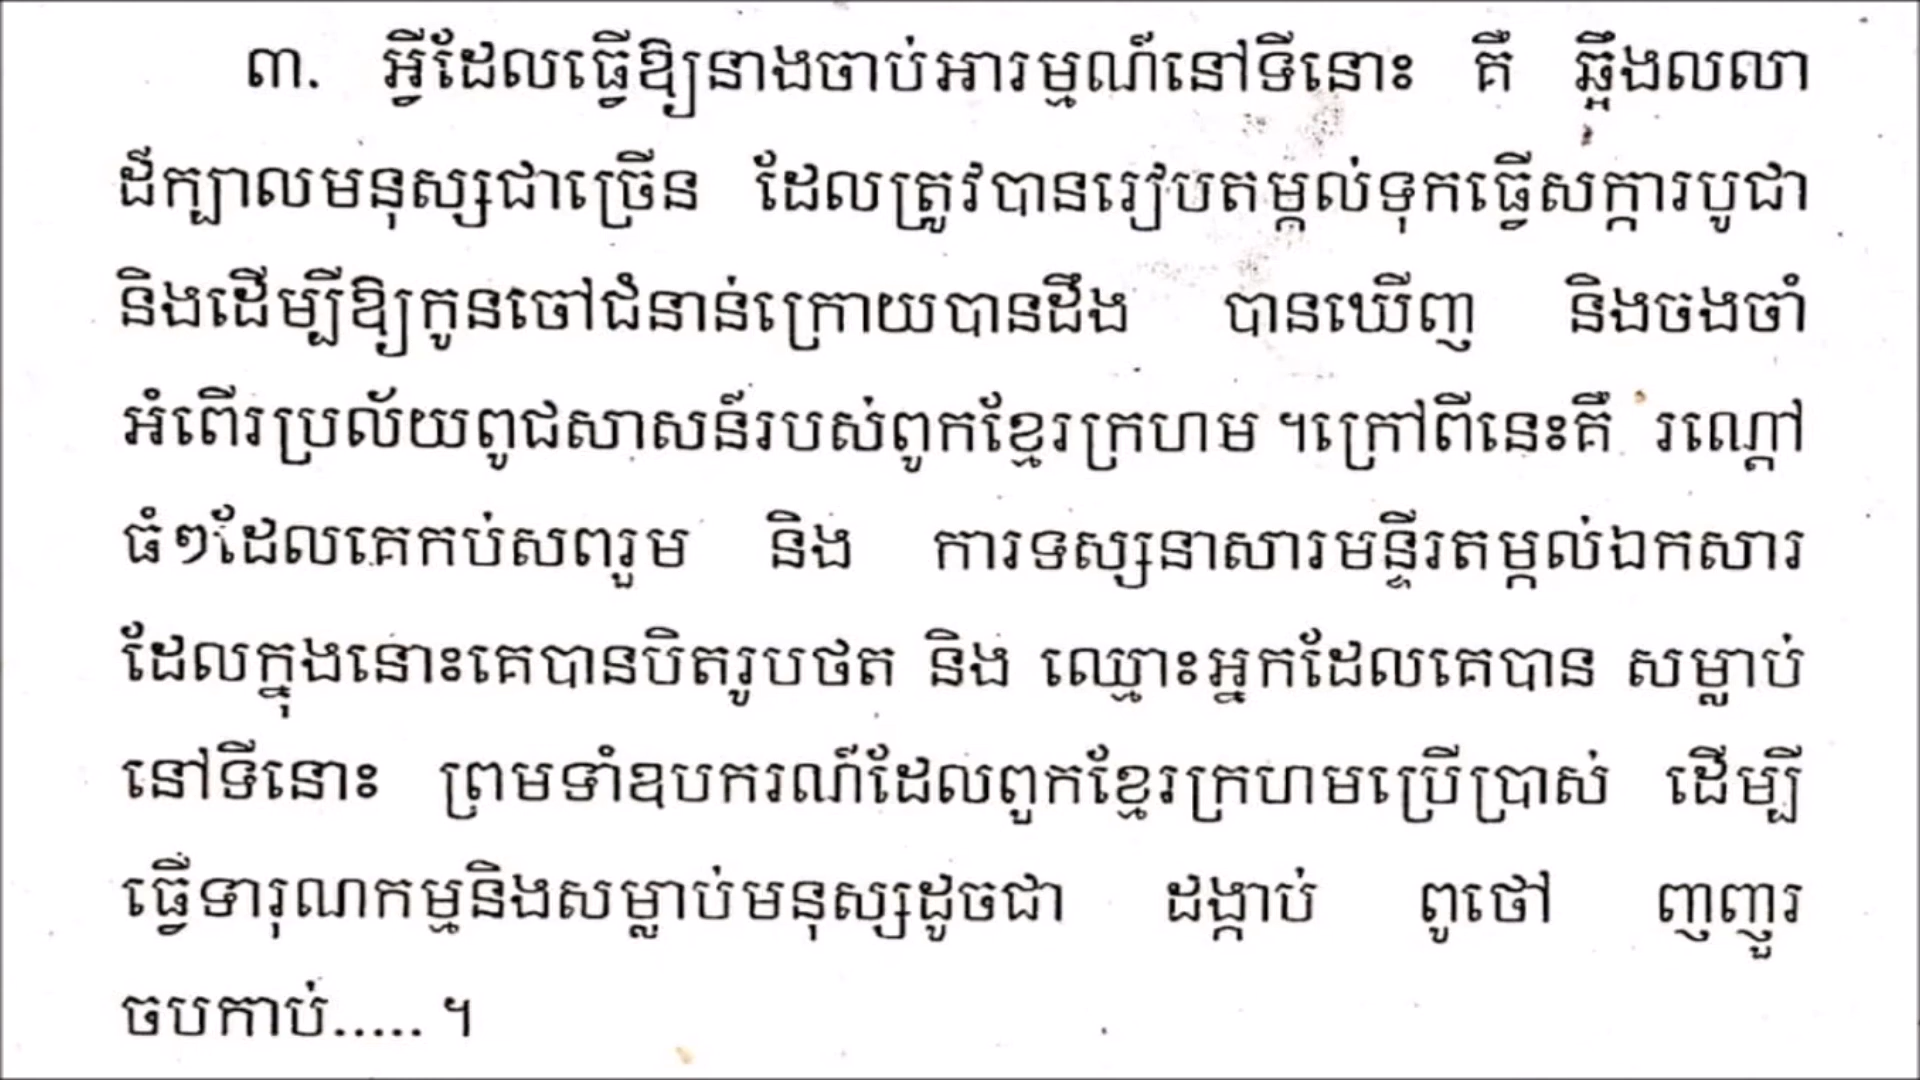 ៣. អ្វីដែលធ្វើឱ្យនាងចាប់អារម្មណ៍នៅទីនោះ គឺ ឆ្អឹងលលា
ដ៍ក្បាលមនុស្សជាច្រើន ដែលត្រូវបានរៀបតម្កល់ទុកធ្វើសក្ការបូជា
និងដើម្បីឱ្យកូនចៅជំនាន់ក្រោយបានដឹង បានឃើញ និងចងចាំ
អំពើរប្រល័យពូជសាសន៍របស់ពួកខ្មែរក្រហម ។ក្រៅពីនេះគឺ រណ្តៅ
ធំៗដែលគេកប់សពរួម និង ការទស្សនាសារមន្ទីរតម្កល់ឯកសារ
ដែលក្នុងនោះគេបានបិតរូបថត និង ឈ្មោះអ្នកដែលគេបាន សម្លាប់
នៅទីនោះ ព្រមទាំឧបករណ៍ដែលពួកខ្មែរក្រហមប្រើប្រាស់ ដើម្បី
ធ្វើទារុណកម្មនិងសម្លាប់មនុស្សដូចជា ដង្កាប់ ពូថៅ ញញួរ
ចបកាប់..... ។